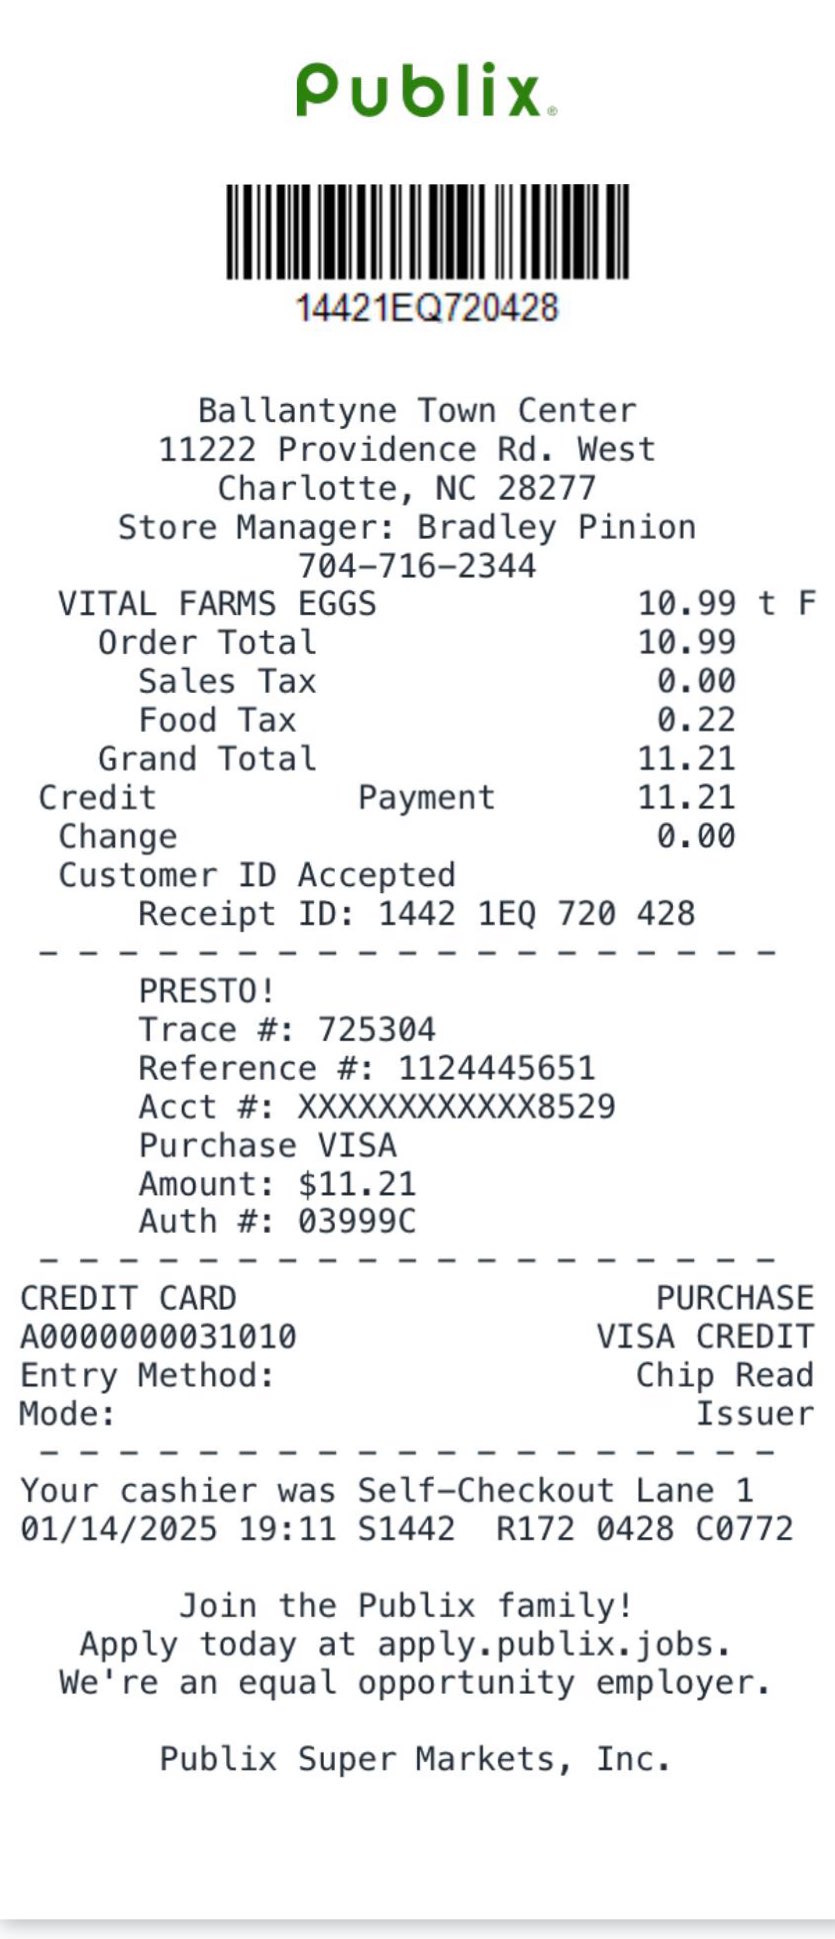 Publix®
14421EQ720428
Ballantyne Town Center
11222 Providence Rd. West
Charlotte, NC 28277
Store Manager: Bradley Pinion
704-716-2344
VITAL FARMS EGGS 10.99 t F
Order Total 10.99
Sales Tax 0.00
Food Tax 0.22
Grand Total 11.21
Credit Payment 11.21
Change 0.00
Customer ID Accepted
Receipt ID: 1442 1EQ 720 428
- - - - - - - - - - - - - - - - - - -
PRESTO!
Trace #: 725304
Reference #: 1124445651
Acct #: XXXXXXXXXXXX8529
Purchase VISA
Amount: $11.21
Auth #: 03999C
- - - - - - - - - - - - - - - - - - -
CREDIT CARD PURCHASE
A0000000031010 VISA CREDIT
Entry Method: Chip Read
Mode: Issuer
- - - - - - - - - - - - - - - - - - -
Your cashier was Self-Checkout Lane 1
01/14/2025 19:11 S1442 R172 0428 C0772
Join the Publix family!
Apply today at apply.publix.jobs.
We're an equal opportunity employer.
Publix Super Markets, Inc.